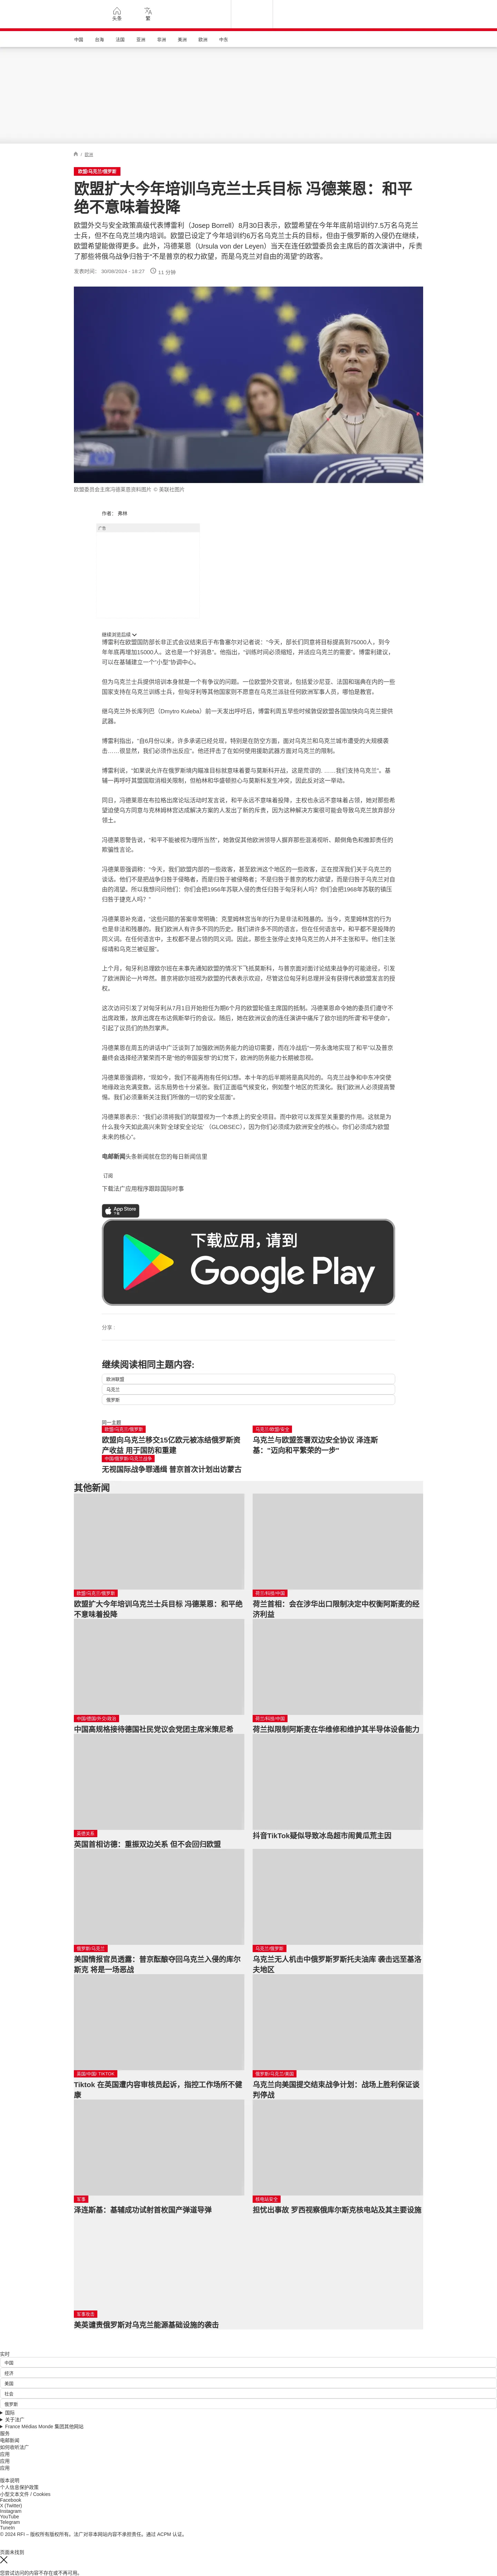 头条
繁
中国
台海
法国
亚洲
非洲
美洲
欧洲
中东
/ 欧洲
欧盟/乌克兰/俄罗斯
欧盟扩大今年培训乌克兰士兵目标 冯德莱恩：和平绝不意味着投降
欧盟外交与安全政策高级代表博雷利（Josep Borrell）8月30日表示，欧盟希望在今年年底前培训约7.5万名乌克兰士兵，但不在乌克兰境内培训。欧盟已设定了今年培训约6万名乌克兰士兵的目标，但由于俄罗斯的入侵仍在继续，欧盟希望能做得更多。此外，冯德莱恩（Ursula von der Leyen）当天在连任欧盟委员会主席后的首次演讲中，斥责了那些将俄乌战争归咎于“不是普京的权力欲望，而是乌克兰对自由的渴望”的政客。
发表时间： 30/08/2024 - 18:27 11 分钟
欧盟委员会主席冯德莱恩资料图片 © 美联社图片
作者： 弗林
广告
继续浏览后续
博雷利在欧盟国防部长非正式会议结束后于布鲁塞尔对记者说：“今天，部长们同意将目标提高到75000人，到今年年底再增加15000人。这也是一个好消息”。他指出，“训练时间必须缩短，并适应乌克兰的需要”。博雷利建议，可以在基辅建立一个“小型”协调中心。
但为乌克兰士兵提供培训本身就是一个有争议的问题。一位欧盟外交官说，包括爱沙尼亚、法国和瑞典在内的一些国家支持在乌克兰训练士兵，但匈牙利等其他国家则不愿意在乌克兰派驻任何欧洲军事人员，哪怕是教官。
继乌克兰外长库列巴（Dmytro Kuleba）前一天发出呼吁后，博雷利周五早些时候敦促欧盟各国加快向乌克兰提供武器。
博雷利指出，“自6月份以来，许多承诺已经兑现，特别是在防空方面，面对乌克兰和乌克兰城市遭受的大规模袭击……很显然，我们必须作出反应”。他还抨击了在如何使用援助武器方面对乌克兰的限制。
博雷利说，“如果说允许在俄罗斯境内瞄准目标就意味着要与莫斯科开战，这是荒谬的………我们支持乌克兰”。基辅一再呼吁其盟国取消相关限制，但柏林和华盛顿担心与莫斯科发生冲突，因此反对这一举动。
同日，冯德莱恩在布拉格出席论坛活动时发言说，和平永远不意味着投降，主权也永远不意味着占领，她对那些希望迫使乌方同意与克林姆林宫达成解决方案的人发出了新的斥责，因为这种解决方案很可能会导致乌克兰放弃部分领土。
冯德莱恩警告说，“和平不能被视为理所当然”，她敦促其他欧洲领导人摒弃那些混淆视听、颠倒角色和推卸责任的欺骗性言论。
冯德莱恩强调称：“今天，我们欧盟内部的一些政客，甚至欧洲这个地区的一些政客，正在搅浑我们关于乌克兰的谈话。他们不是把战争归咎于侵略者，而是归咎于被侵略者；不是归咎于普京的权力欲望，而是归咎于乌克兰对自由的渴望。所以我想问问他们：你们会把1956年苏联入侵的责任归咎于匈牙利人吗？你们会把1968年苏联的镇压归咎于捷克人吗？”
冯德莱恩补充道，“这些问题的答案非常明确：克里姆林宫当年的行为是非法和残暴的。当今，克里姆林宫的行为也是非法和残暴的。我们欧洲人有许多不同的历史。我们讲许多不同的语言，但在任何语言中，和平都不是投降的同义词。在任何语言中，主权都不是占领的同义词。因此，那些主张停止支持乌克兰的人并不主张和平。他们主张绥靖和乌克兰被征服”。
上个月，匈牙利总理欧尔班在未事先通知欧盟的情况下飞抵莫斯科，与普京面对面讨论结束战争的可能途径，引发了欧洲舆论一片哗然。普京将欧尔班视为欧盟的代表表示欢迎，尽管这位匈牙利总理并没有获得代表欧盟发言的授权。
这次访问引发了对匈牙利从7月1日开始担任为期6个月的欧盟轮值主席国的抵制。冯德莱恩命令她的委员们遵守不出席政策，放弃出席在布达佩斯举行的会议。随后，她在欧洲议会的连任演讲中痛斥了欧尔班的所谓“和平使命”，引起了议员们的热烈掌声。
冯德莱恩在周五的讲话中广泛谈到了加强欧洲防务能力的迫切需要，而在冷战后“一劳永逸地实现了和平”以及普京最终会选择经济繁荣而不是“他的帝国妄想”的幻觉下，欧洲的防务能力长期被忽视。
冯德莱恩强调称，“现如今，我们不能再抱有任何幻想。本十年的后半期将是高风险的。乌克兰战争和中东冲突使地缘政治充满变数。远东局势也十分紧张。我们正面临气候变化，例如整个地区的荒漠化。我们欧洲人必须提高警惕。我们必须重新关注我们所做的一切的安全层面”。
冯德莱恩表示：“我们必须将我们的联盟视为一个本质上的安全项目。而中欧可以发挥至关重要的作用。这就是为什么我今天如此高兴来到‘全球安全论坛’（GLOBSEC），因为你们必须成为欧洲安全的核心。你们必须成为欧盟未来的核心”。
电邮新闻头条新闻就在您的每日新闻信里
订阅
下载法广应用程序跟踪国际时事
App Store
下载
下载应用，请到
Google Play
分享 :
继续阅读相同主题内容:
欧洲联盟
乌克兰
俄罗斯
同一主题
欧盟/乌克兰/俄罗斯
欧盟向乌克兰移交15亿欧元被冻结俄罗斯资产收益 用于国防和重建
乌克兰/欧盟/安全
乌克兰与欧盟签署双边安全协议 泽连斯基："迈向和平繁荣的一步"
中国/俄罗斯/乌克兰战争
无视国际战争罪通缉 普京首次计划出访蒙古
其他新闻
欧盟/乌克兰/俄罗斯
欧盟扩大今年培训乌克兰士兵目标 冯德莱恩：和平绝不意味着投降
荷兰/科技/中国
荷兰首相：会在涉华出口限制决定中权衡阿斯麦的经济利益
中国/德国/外交/政治
中国高规格接待德国社民党议会党团主席米策尼希
荷兰/科技/中国
荷兰拟限制阿斯麦在华维修和维护其半导体设备能力
英德关系
英国首相访德：重振双边关系 但不会回归欧盟
抖音TikTok疑似导致冰岛超市闹黄瓜荒主因
俄罗斯/乌克兰
美国情报官员透露：普京酝酿夺回乌克兰入侵的库尔斯克 将是一场恶战
乌克兰/俄罗斯
乌克兰无人机击中俄罗斯罗斯托夫油库 袭击远至基洛夫地区
英国/中国/ TIKTOK
Tiktok 在英国遭内容审核员起诉，指控工作场所不健康
俄罗斯/乌克兰/美国
乌克兰向美国提交结束战争计划：战场上胜利保证谈判停战
军事
泽连斯基：基辅成功试射首枚国产弹道导弹
核电站安全
担忧出事故 罗西视察俄库尔斯克核电站及其主要设施
军事攻击
美英谴责俄罗斯对乌克兰能源基础设施的袭击
实时
中国
经济
美国
社会
俄罗斯
国际
关于法广
France Médias Monde 集团其他网站
服务
电邮新闻
如何收听法广
应用
应用
应用
版本说明
个人信息保护政策
小型文本文件 / Cookies
Facebook
X (Twitter)
Instagram
YouTube
Telegram
TuneIn
© 2024 RFI – 版权所有版权所有。法广对非本网站内容不承担责任。通过 ACPM 认证。
页面未找到
您尝试访问的内容不存在或不再可用。